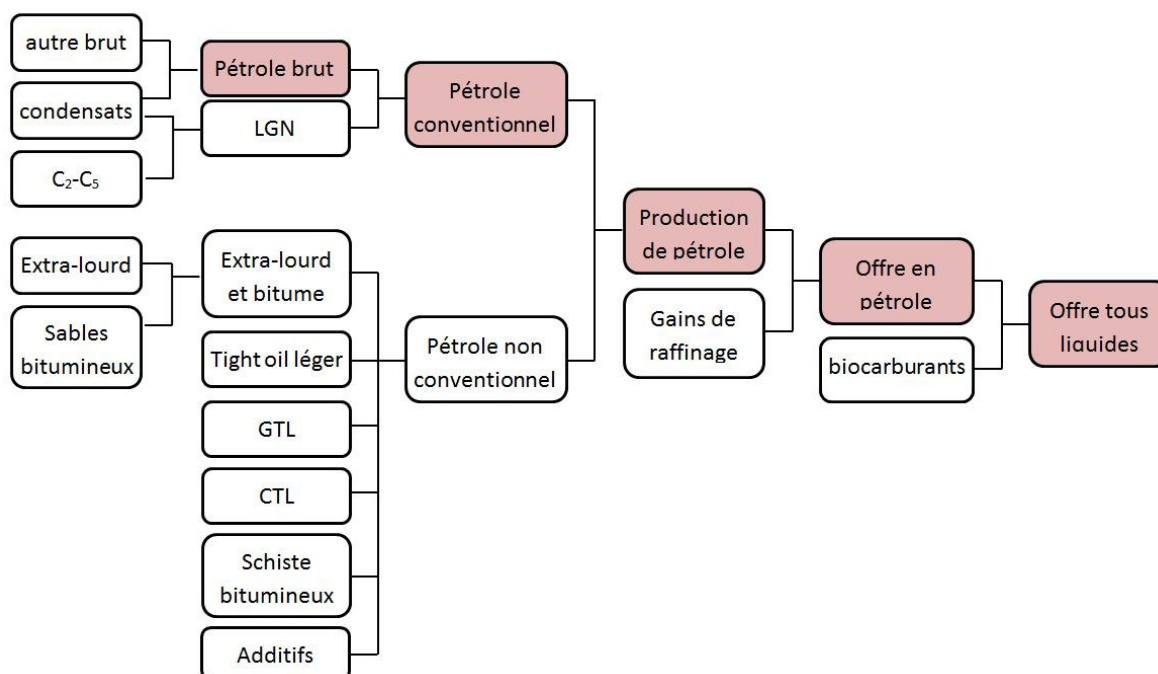 autre brut
condensats
C₂-C₅
Pétrole brut
LGN
Pétrole
conventionnel
Extra-lourd
Sables
bitumineux
Extra-lourd
et bitume
Tight oil léger
GTL
CTL
Schiste
bitumineux
Additifs
Pétrole non
conventionnel
Production
de pétrole
Gains de
raffinage
Offre en
pétrole
biocarburants
Offre tous
liquides